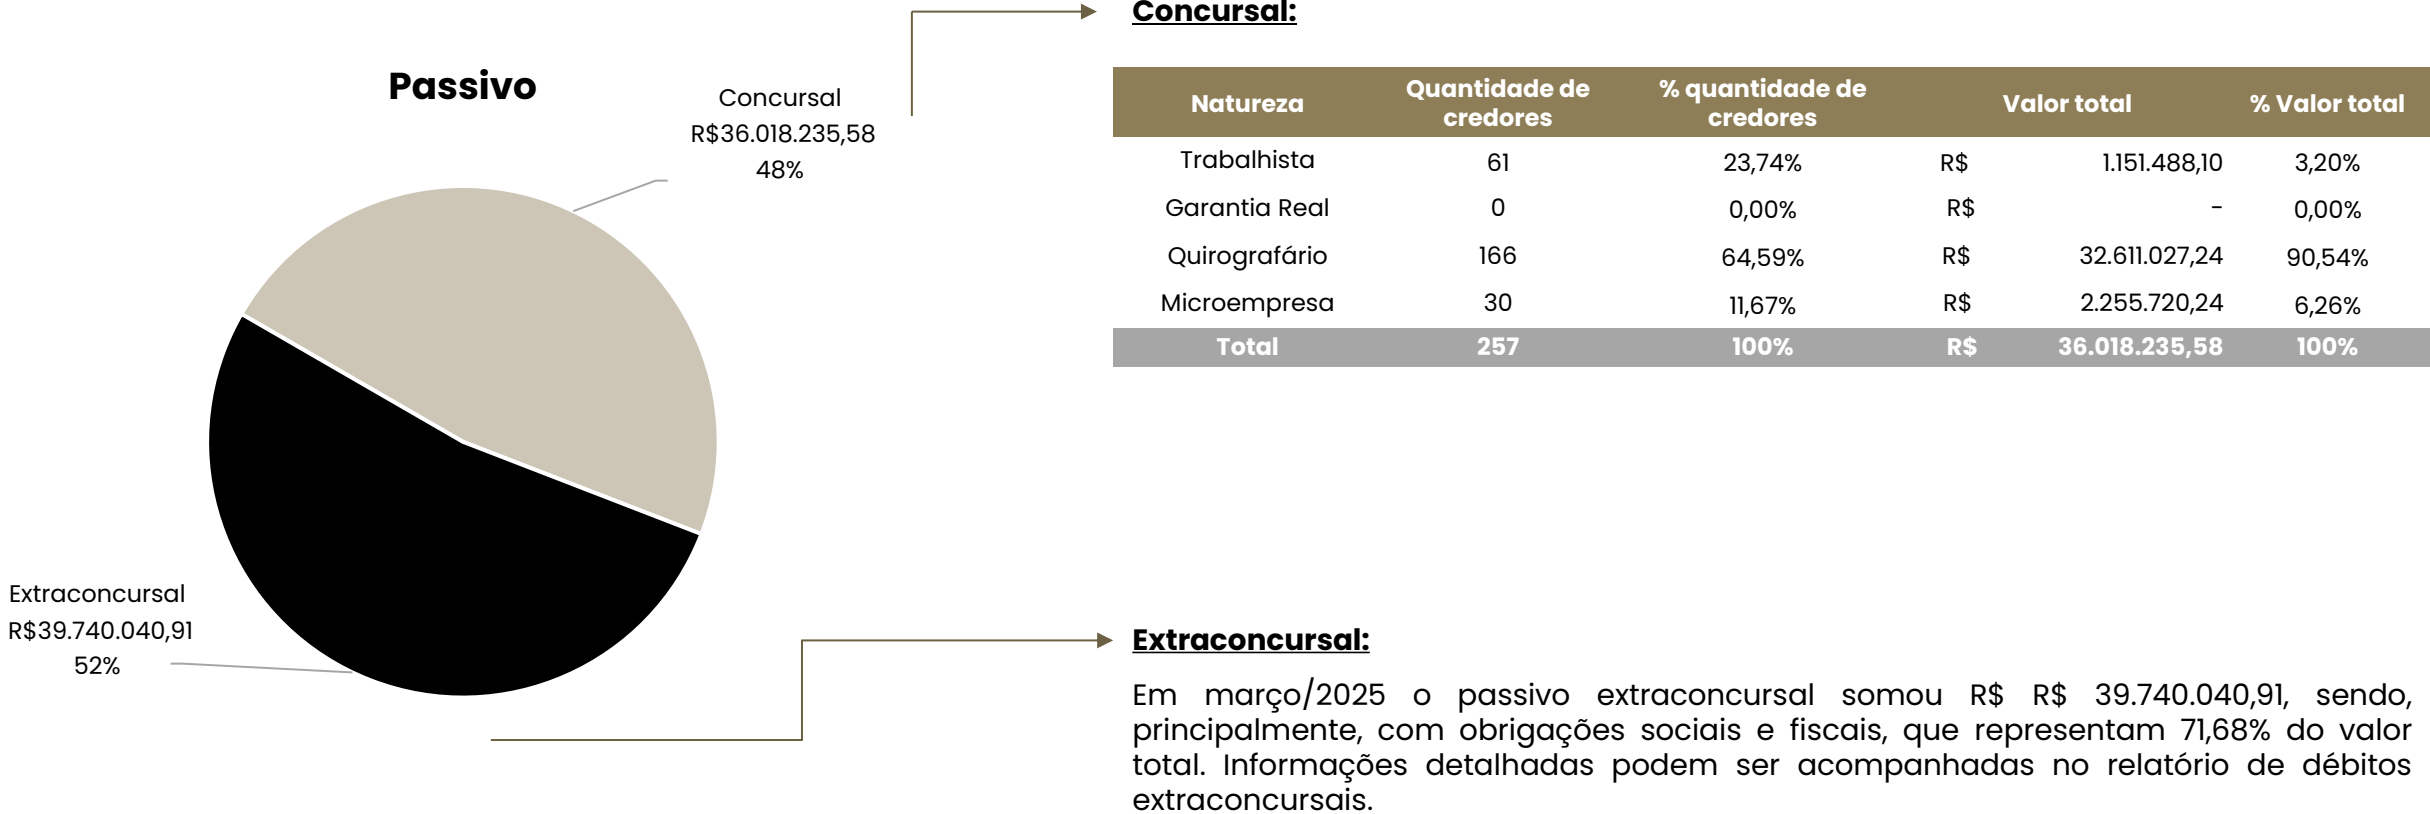 Passivo
Concursal
R$36.018.235,58
48%
Extraconcursal
R$39.740.040,91
52%
Concursal:
Natureza Quantidade de credores % quantidade de credores Valor total % Valor total
Trabalhista 61 23,74% R$ 1.151.488,10 3,20%
Garantia Real 0 0,00% R$ - 0,00%
Quirografário 166 64,59% R$ 32.611.027,24 90,54%
Microempresa 30 11,67% R$ 2.255.720,24 6,26%
Total 257 100% R$ 36.018.235,58 100%
Extraconcursal:
Em março/2025 o passivo extraconcursal somou R$ R$ 39.740.040,91, sendo,
principalmente, com obrigações sociais e fiscais, que representam 71,68% do valor
total. Informações detalhadas podem ser acompanhadas no relatório de débitos
extraconcursais.